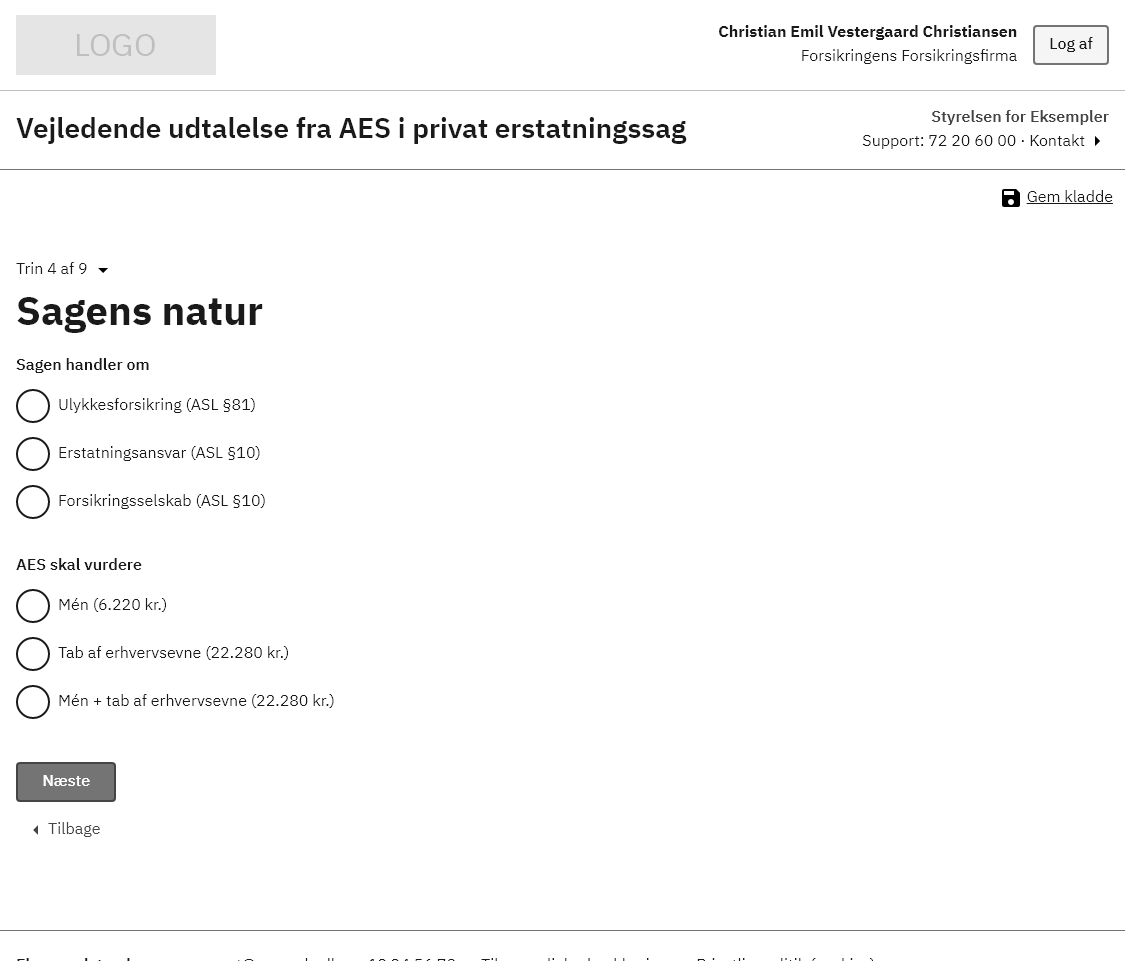 LOGO
Christian Emil Vestergaard Christiansen
Forsikringens Forsikringsfirma
Log af
Vejledende udtalelse fra AES i privat erstatningssag
Styrelsen for Eksempler
Support: 72 20 60 00 · Kontakt
Gem kladde
Trin 4 af 9
Sagens natur
Sagen handler om
Ulykkesforsikring (ASL §81)
Erstatningsansvar (ASL §10)
Forsikringsselskab (ASL §10)
AES skal vurdere
Mén (6.220 kr.)
Tab af erhvervsevne (22.280 kr.)
Mén + tab af erhvervsevne (22.280 kr.)
Næste
Tilbage